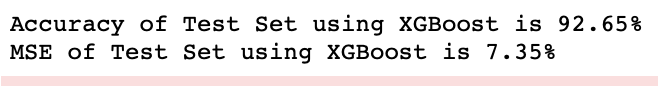 Accuracy of Test Set using XGBoost is 92.65%
MSE of Test Set using XGBoost is 7.35%